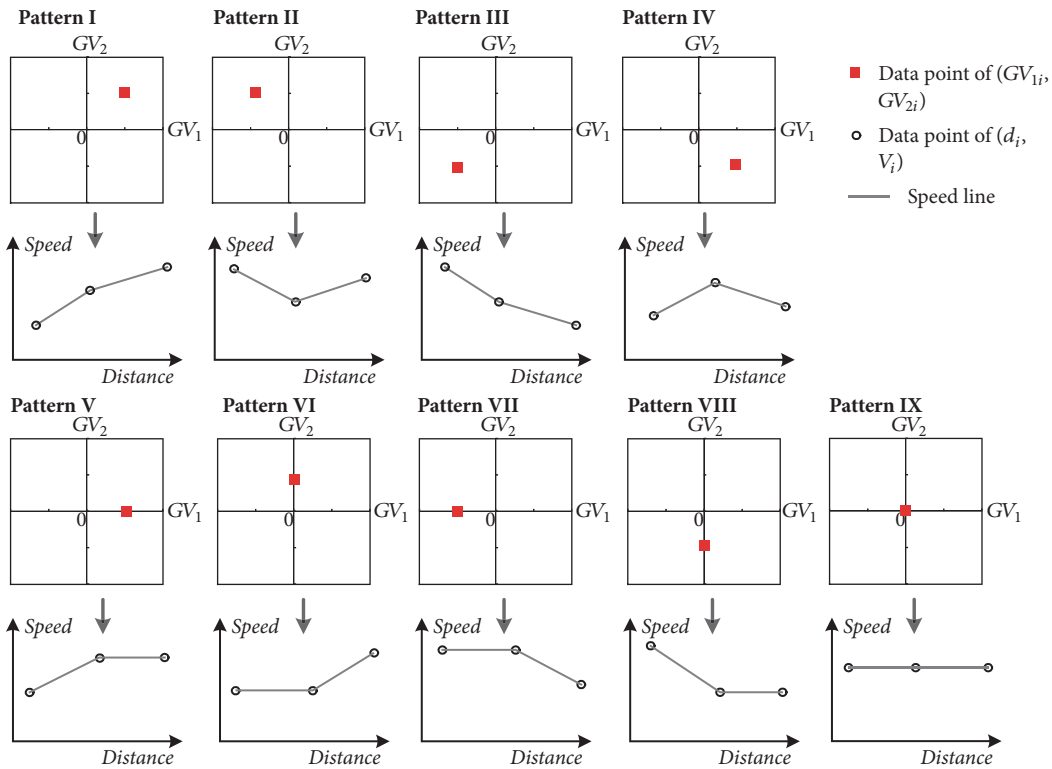 Pattern I
Pattern II
Pattern III
Pattern IV
GV2
GV2
GV2
GV2
0
GV1
0
GV1
0
GV1
0
GV1
Data point of (GV1i,
GV2i)
Data point of (di,
Vi)
Speed line
Speed
Distance
Speed
Distance
Speed
Distance
Speed
Distance
Pattern V
Pattern VI
Pattern VII
Pattern VIII
Pattern IX
GV2
GV2
GV2
GV2
GV2
0
GV1
0
GV1
0
GV1
0
GV1
0
GV1
Speed
Distance
Speed
Distance
Speed
Distance
Speed
Distance
Speed
Distance